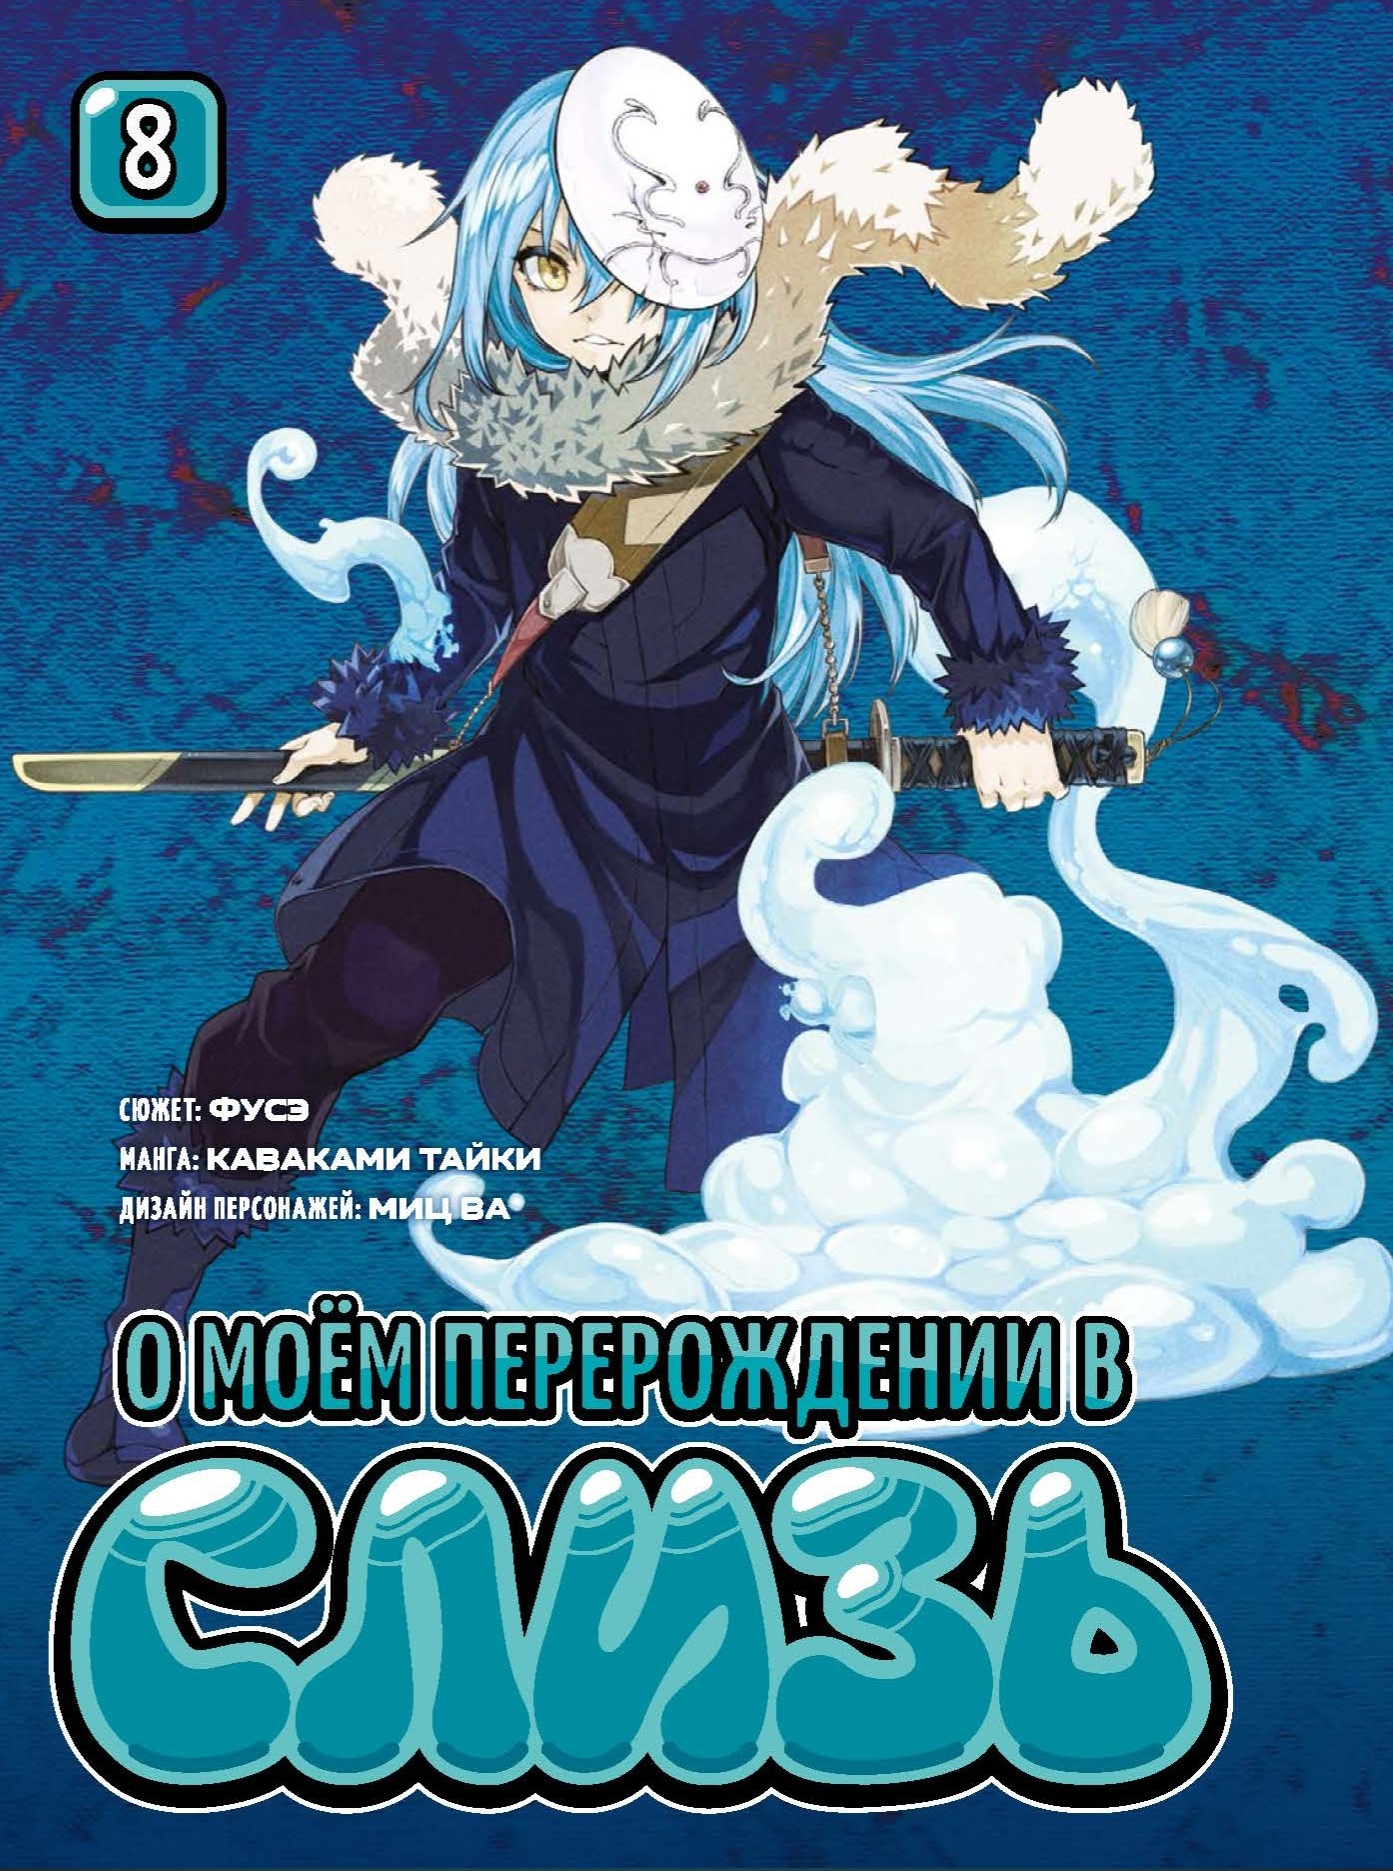 8
СЮЖЕТ: ФУСЭ
МАНГА: КАВАКАМИ ТАЙКИ
ДИЗАЙН ПЕРСОНАЖЕЙ: МИЦ ВА*
О МОЁМ ПЕРЕРОЖДЕНИИ В
СЛИЗЬ